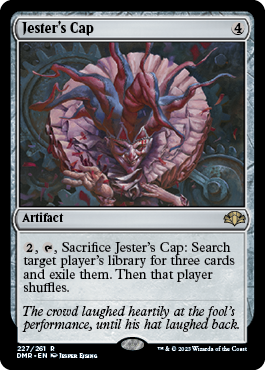 Jester's Cap 4
Artifact
2, T, Sacrifice Jester's Cap: Search
target player's library for three cards
and exile them. Then that player
shuffles.
The crowd laughed heartily at the fool's
performance, until his hat laughed back.
227/261 R
DMR • EN Jesper Ejsing ™ & © 2023 Wizards of the Coast